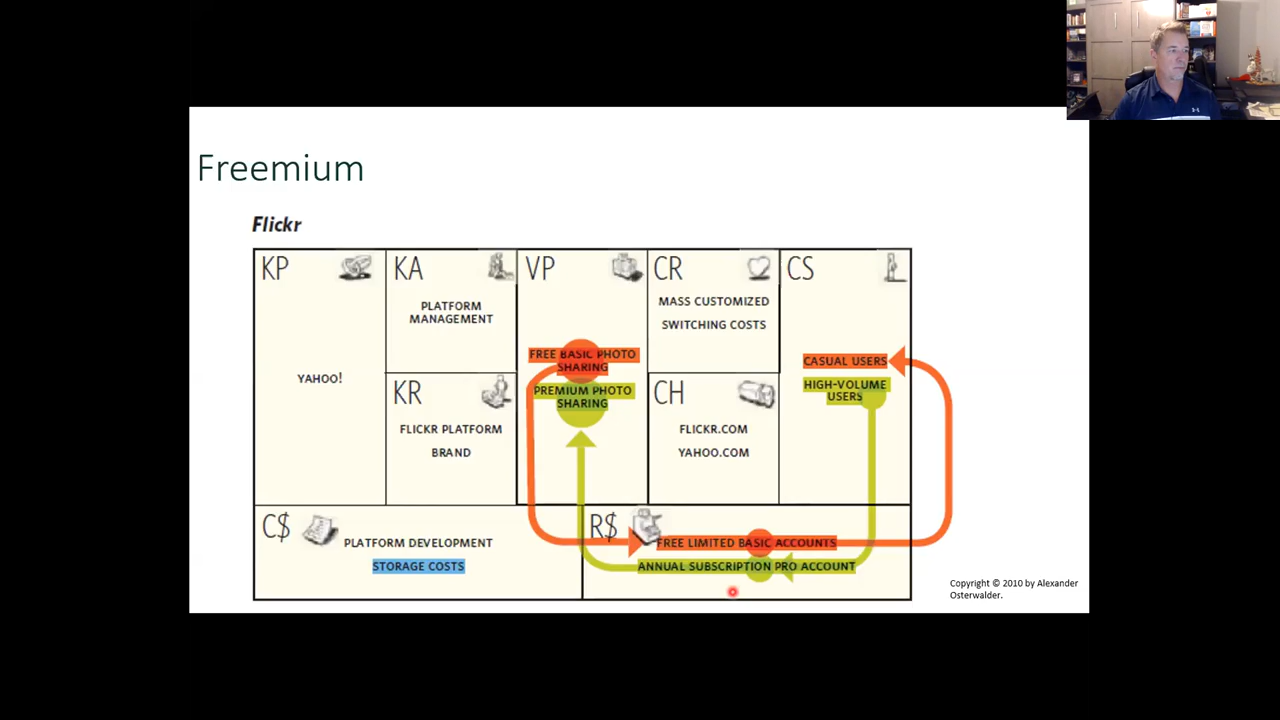 Freemium
Flickr
KP
YAHOO!
KA
PLATFORM
MANAGEMENT
KR
FLICKR PLATFORM
BRAND
VP
FREE BASIC PHOTO
SHARING
PREMIUM PHOTO
SHARING
CR
MASS CUSTOMIZED
SWITCHING COSTS
CH
FLICKR.COM
YAHOO.COM
CS
CASUAL USERS
HIGH-VOLUME
USERS
C$
PLATFORM DEVELOPMENT
STORAGE COSTS
R$
FREE LIMITED BASIC ACCOUNTS
ANNUAL SUBSCRIPTION PRO ACCOUNT
Copyright © 2010 by Alexander
Osterwalder.